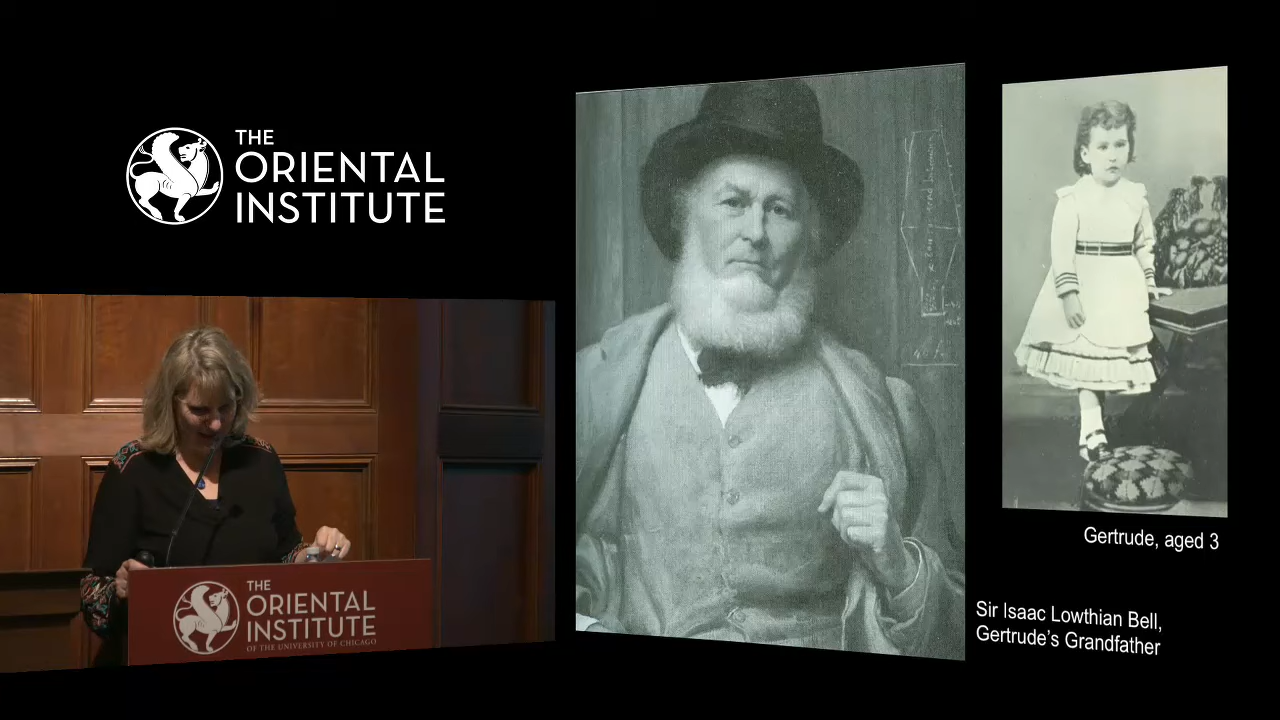 THE
ORIENTAL
INSTITUTE
THE
ORIENTAL
INSTITUTE
OF THE UNIVERSITY OF CHICAGO
Gertrude, aged 3
Sir Isaac Lowthian Bell,
Gertrude's Grandfather